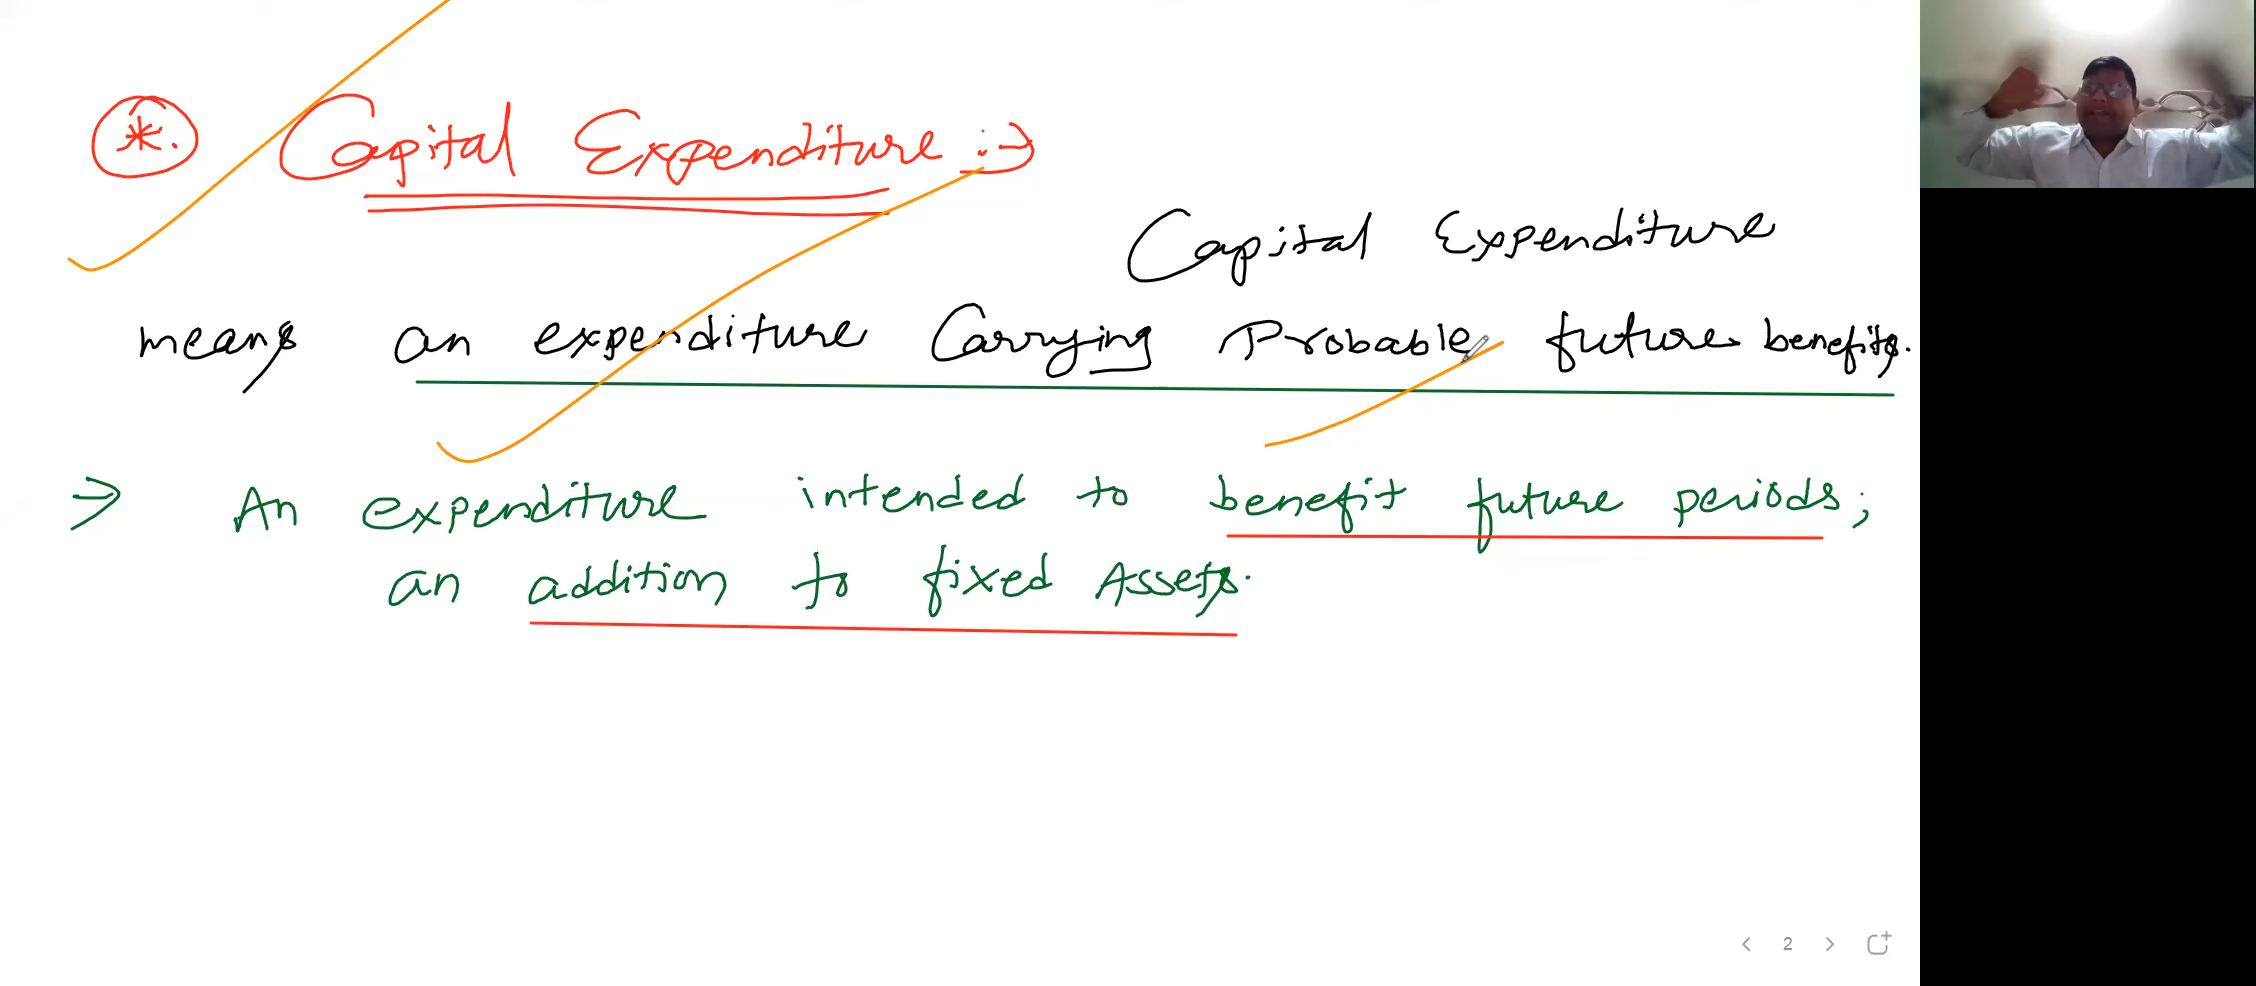 *. Capital Expenditure :→
Capital Expenditure
means an expenditure Carrying Probable future benefits.
⇒ An expenditure intended to benefit future periods;
an addition to fixed Assets.
< 2 >